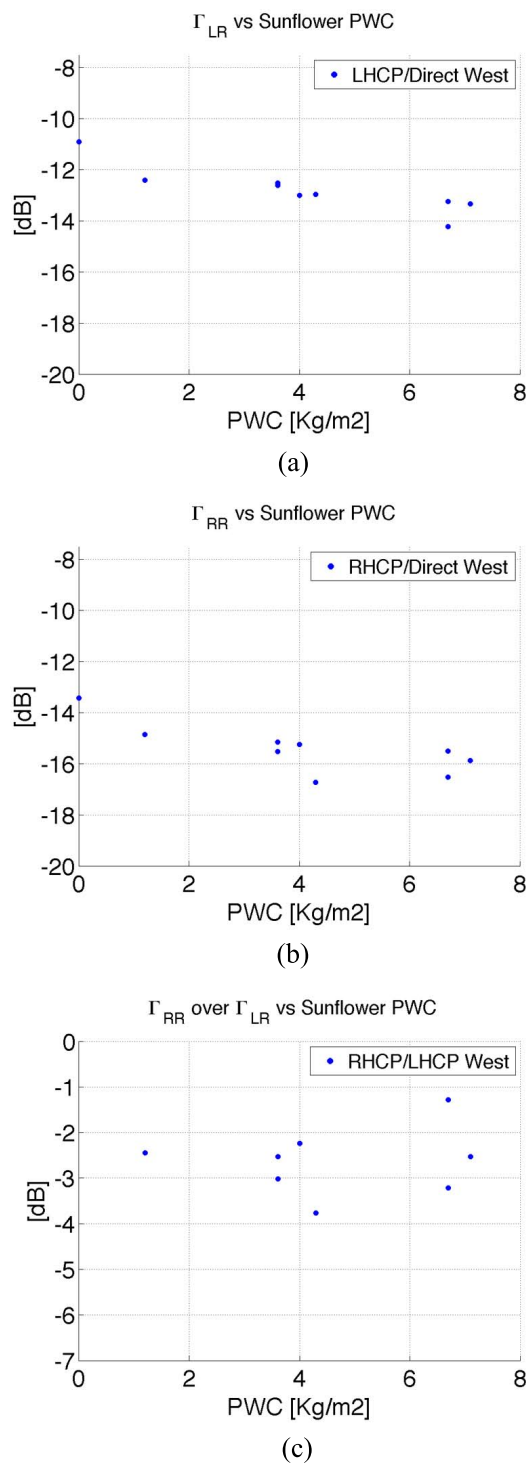 Γ_LR vs Sunflower PWC
LHCP/Direct West
-8
-10
-12
-14
-16
-18
-20
[dB]
0 2 4 6 8
PWC [Kg/m2]
(a)
Γ_RR vs Sunflower PWC
RHCP/Direct West
-8
-10
-12
-14
-16
-18
-20
[dB]
0 2 4 6 8
PWC [Kg/m2]
(b)
Γ_RR over Γ_LR vs Sunflower PWC
RHCP/LHCP West
0
-1
-2
-3
-4
-5
-6
-7
[dB]
0 2 4 6 8
PWC [Kg/m2]
(c)